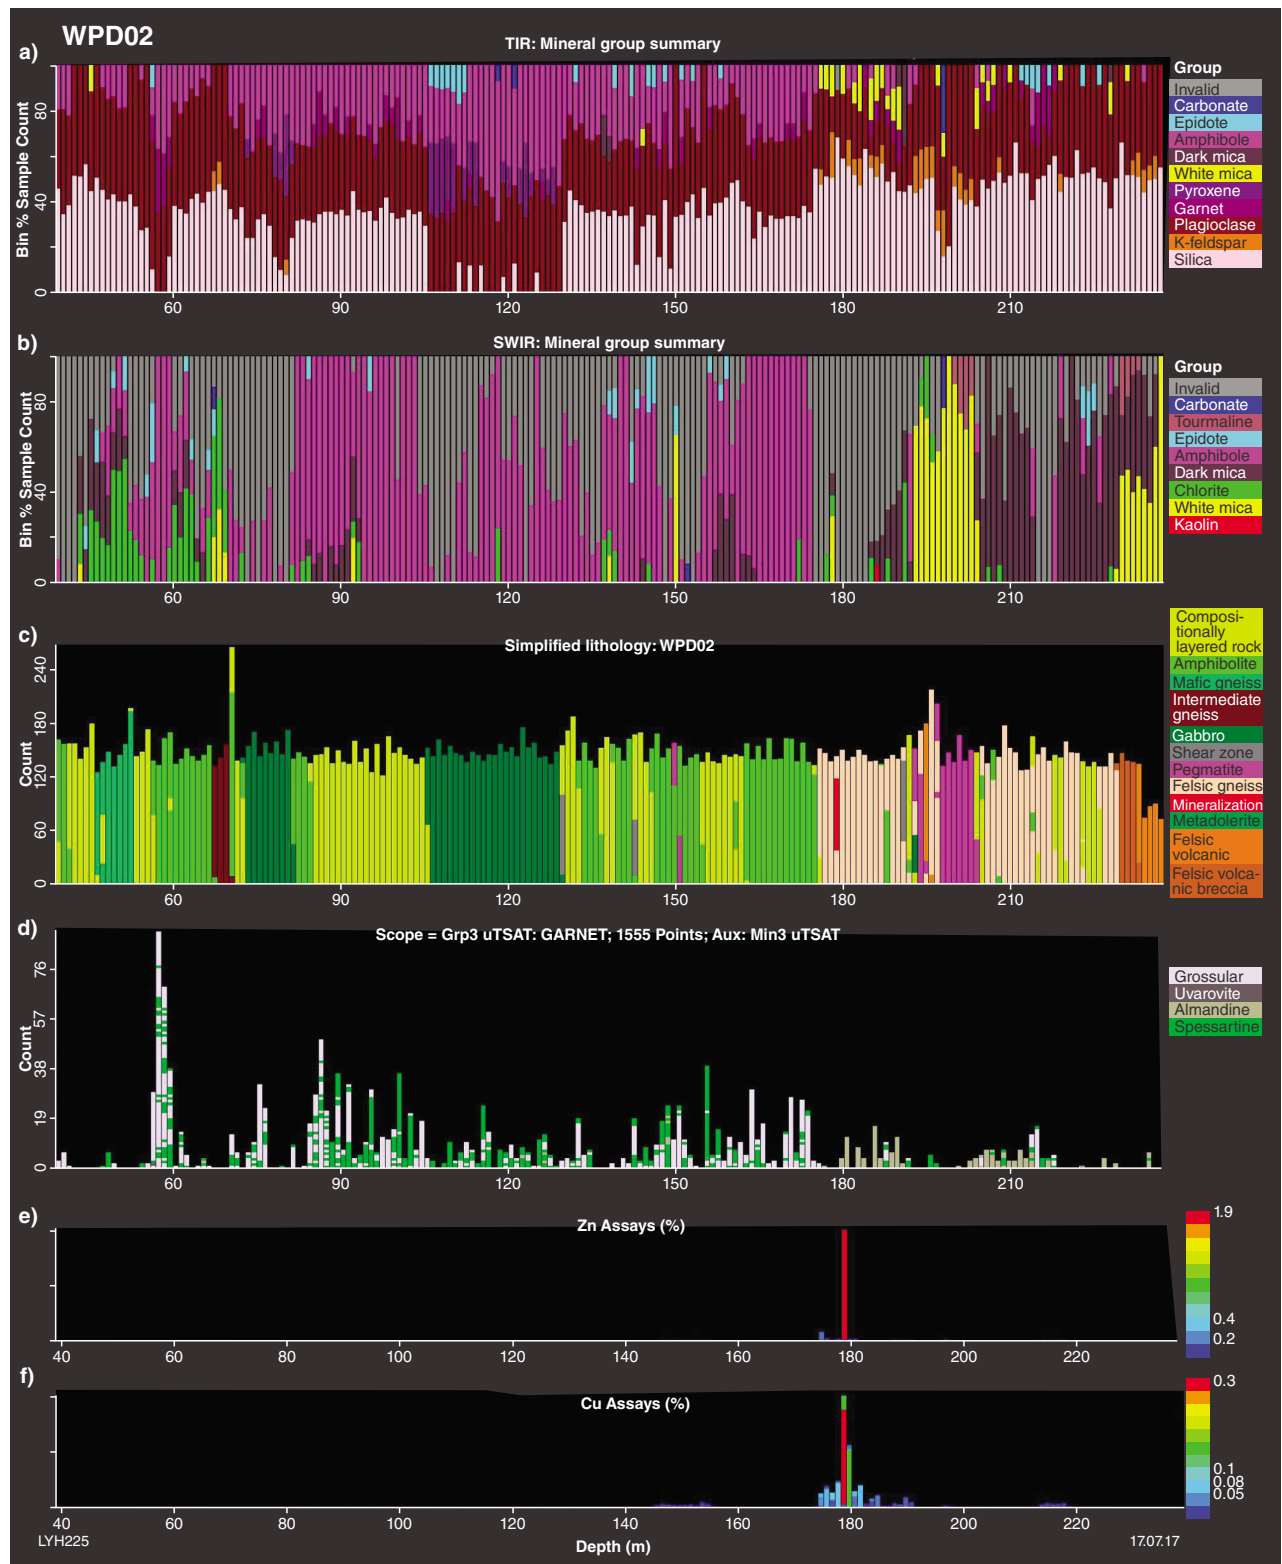 WPD02
a)
TIR: Mineral group summary
Bin % Sample Count
80
40
0
60
90
120
150
180
210
Group
Invalid
Carbonate
Epidote
Amphibole
Dark mica
White mica
Pyroxene
Garnet
Plagioclase
K-feldspar
Silica
b)
SWIR: Mineral group summary
Bin % Sample Count
80
40
0
60
90
120
150
180
210
Group
Invalid
Carbonate
Tourmaline
Epidote
Amphibole
Dark mica
Chlorite
White mica
Kaolin
c)
Simplified lithology: WPD02
Count
240
180
120
60
0
60
90
120
150
180
210
Composi-
tionally
layered rock
Amphibolite
Mafic gneiss
Intermediate
gneiss
Gabbro
Shear zone
Pegmatite
Felsic gneiss
Mineralization
Metadolerite
Felsic
volcanic
Felsic volca-
nic breccia
d)
Scope = Grp3 uTSAT: GARNET; 1555 Points; Aux: Min3 uTSAT
Count
76
57
38
19
0
60
90
120
150
180
210
Grossular
Uvarovite
Almandine
Spessartine
e)
Zn Assays (%)
40
60
80
100
120
140
160
180
200
220
1.9
0.4
0.2
f)
Cu Assays (%)
40
60
80
100
120
140
160
180
200
220
0.3
0.1
0.08
0.05
LYH225
Depth (m)
17.07.17